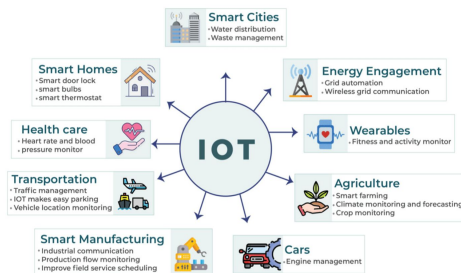 Smart Cities
• Water distribution
• Waste management
Smart Homes
• Smart door lock
• smart bulbs
• smart thermostat
Energy Engagement
• Grid automation
• Wireless grid communication
Health care
• Heart rate and blood
• pressure monitor
IOT
Wearables
• Fitness and activity monitor
Transportation
• Traffic management
• IOT makes easy parking
• Vehicle location monitoring
Agriculture
• Smart farming
• Climate monitoring and forecasting
• Crop monitoring
Smart Manufacturing
• Industrial communication
• Production flow monitoring
• Improve field service scheduling
Cars
• Engine management